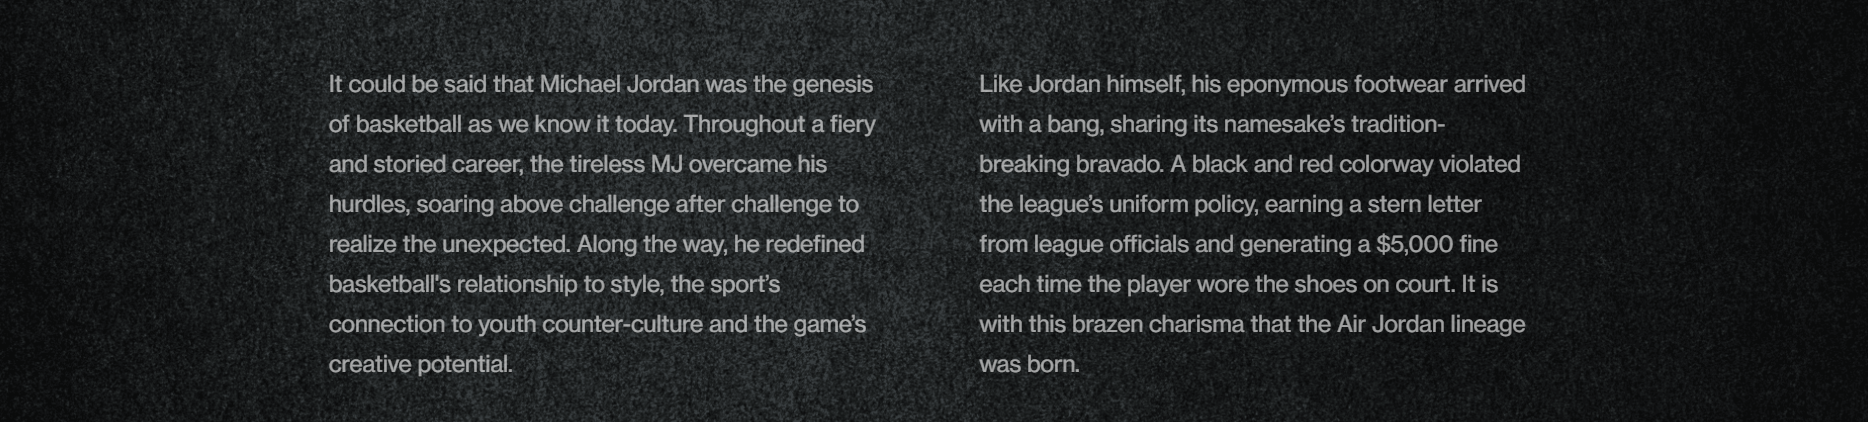 It could be said that Michael Jordan was the genesis
of basketball as we know it today. Throughout a fiery
and storied career, the tireless MJ overcame his
hurdles, soaring above challenge after challenge to
realize the unexpected. Along the way, he redefined
basketball's relationship to style, the sport’s
connection to youth counter-culture and the game’s
creative potential.
Like Jordan himself, his eponymous footwear arrived
with a bang, sharing its namesake’s tradition-
breaking bravado. A black and red colorway violated
the league’s uniform policy, earning a stern letter
from league officials and generating a $5,000 fine
each time the player wore the shoes on court. It is
with this brazen charisma that the Air Jordan lineage
was born.